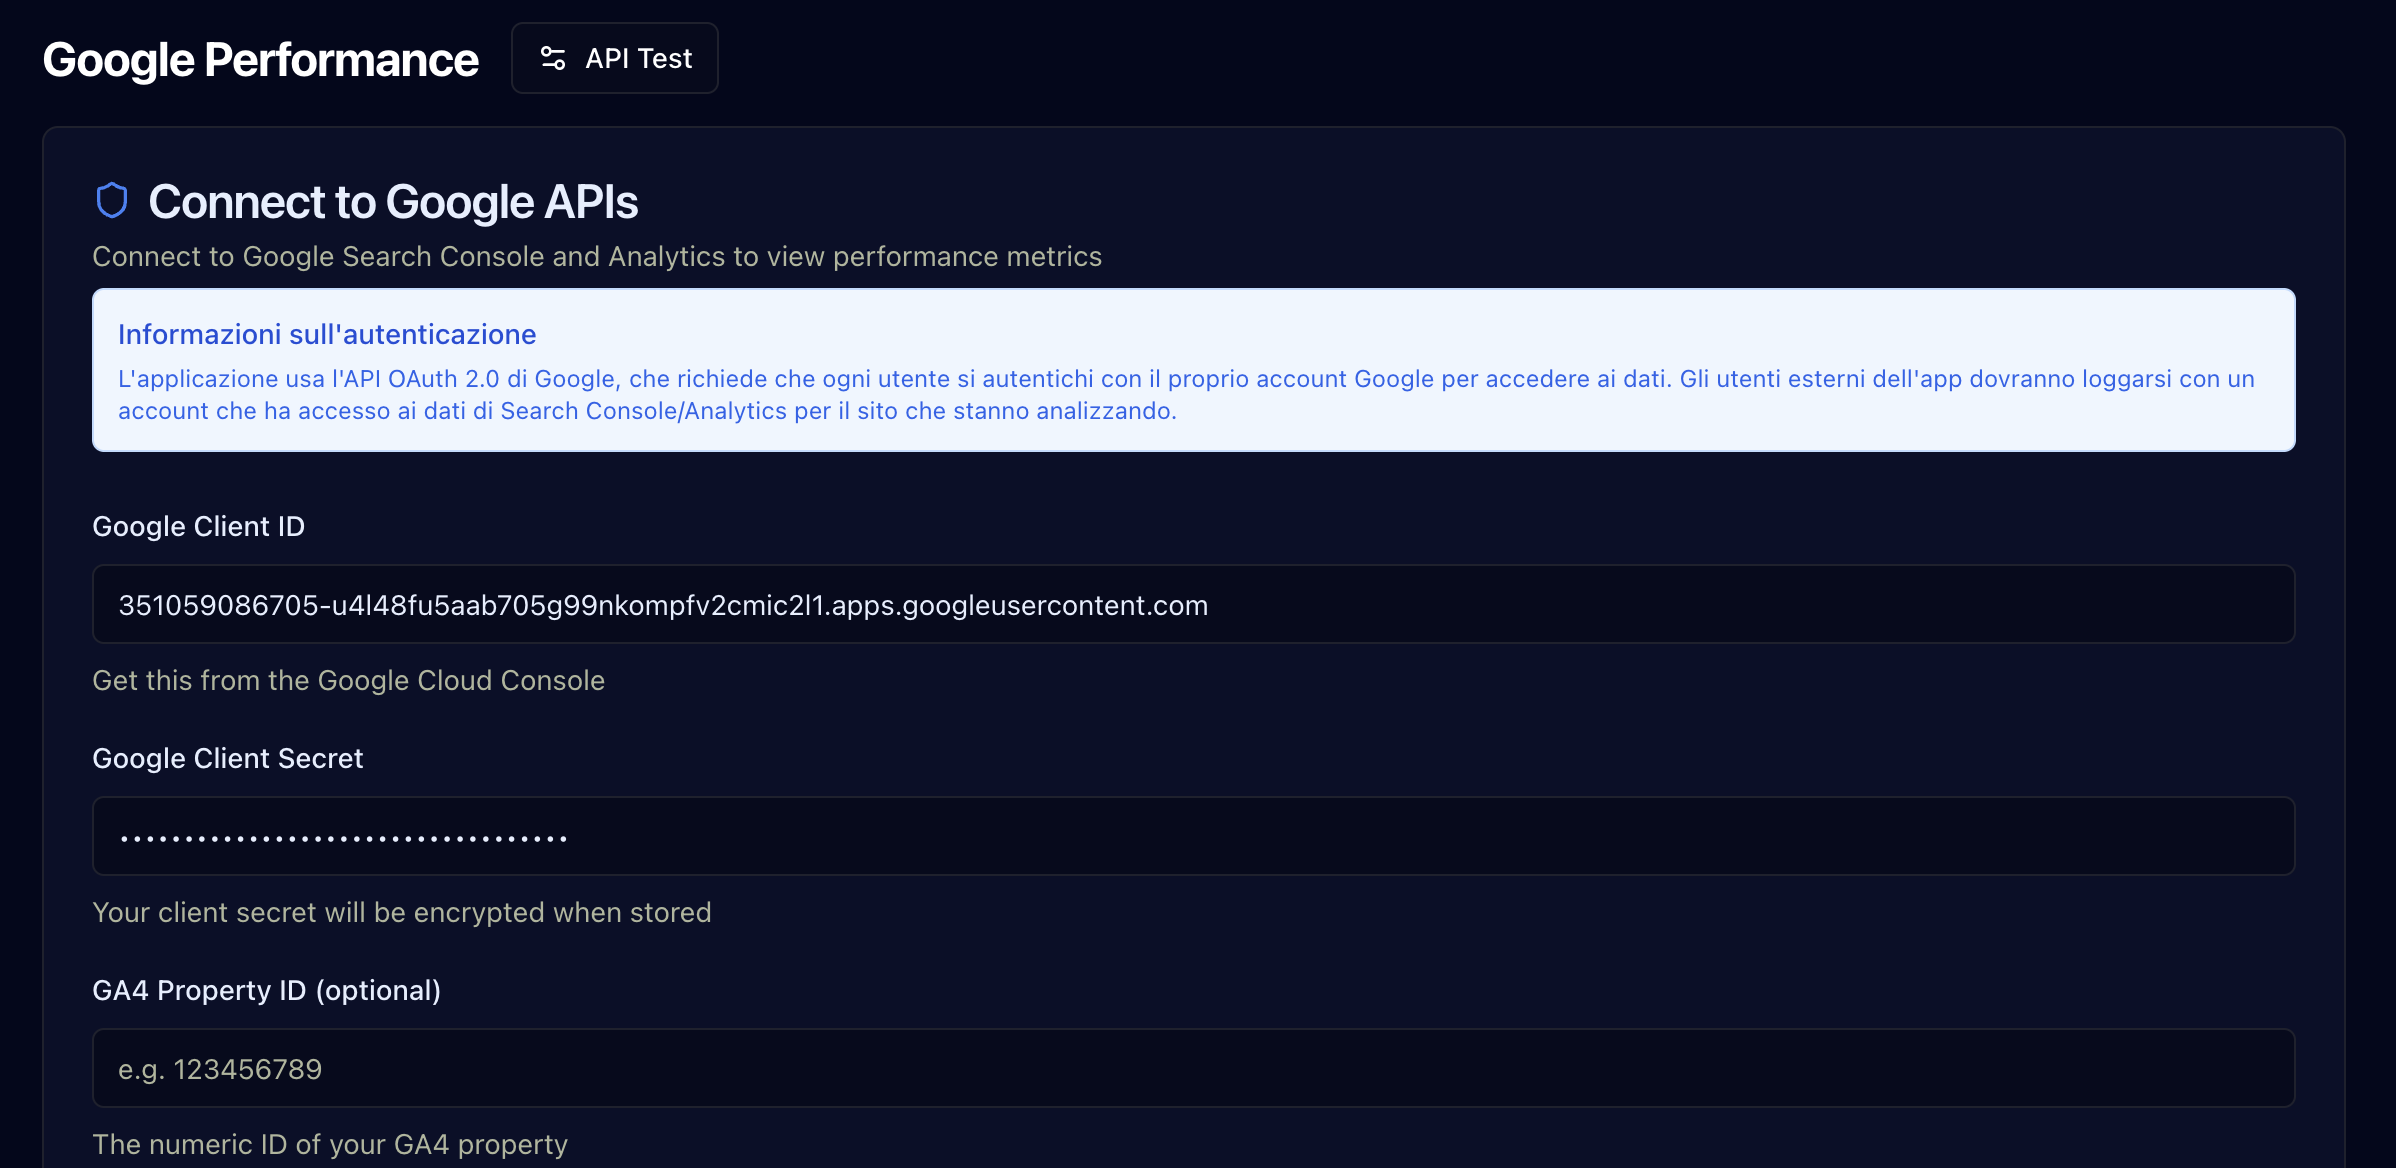 Google Performance
API Test
Connect to Google APIs
Connect to Google Search Console and Analytics to view performance metrics
Informazioni sull'autenticazione
L'applicazione usa l'API OAuth 2.0 di Google, che richiede che ogni utente si autentichi con il proprio account Google per accedere ai dati. Gli utenti esterni dell'app dovranno loggarsi con un
account che ha accesso ai dati di Search Console/Analytics per il sito che stanno analizzando.
Google Client ID
351059086705-u4l48fu5aab705g99nkompfv2cmic2l1.apps.googleusercontent.com
Get this from the Google Cloud Console
Google Client Secret
•••••••••••••••••••••••••••••••••••
Your client secret will be encrypted when stored
GA4 Property ID (optional)
e.g. 123456789
The numeric ID of your GA4 property